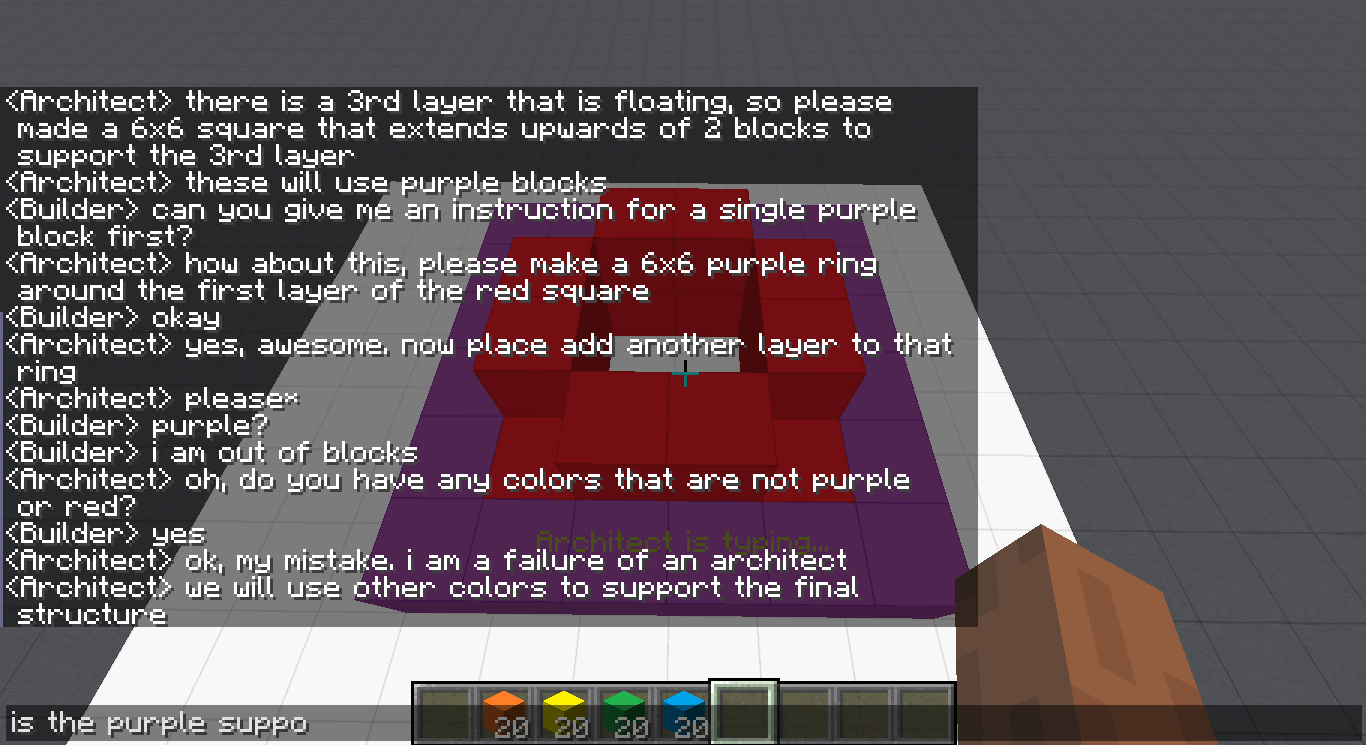 <Architect> there is a 3rd layer that is floating, so please
made a 6x6 square that extends upwards of 2 blocks to
support the 3rd layer
<Architect> these will use purple blocks
<Builder> can you give me an instruction for a single purple
block first?
<Architect> how about this, please make a 6x6 purple ring
around the first layer of the red square
<Builder> okay
<Architect> yes, awesome. now place add another layer to that
ring
<Architect> please*
<Builder> purple?
<Builder> i am out of blocks
<Architect> oh, do you have any colors that are not purple
or red?
<Builder> yes
Architect is typing...
<Architect> ok, my mistake. i am a failure of an architect
<Architect> we will use other colors to support the final
structure
20 20 20 20
is the purple suppo